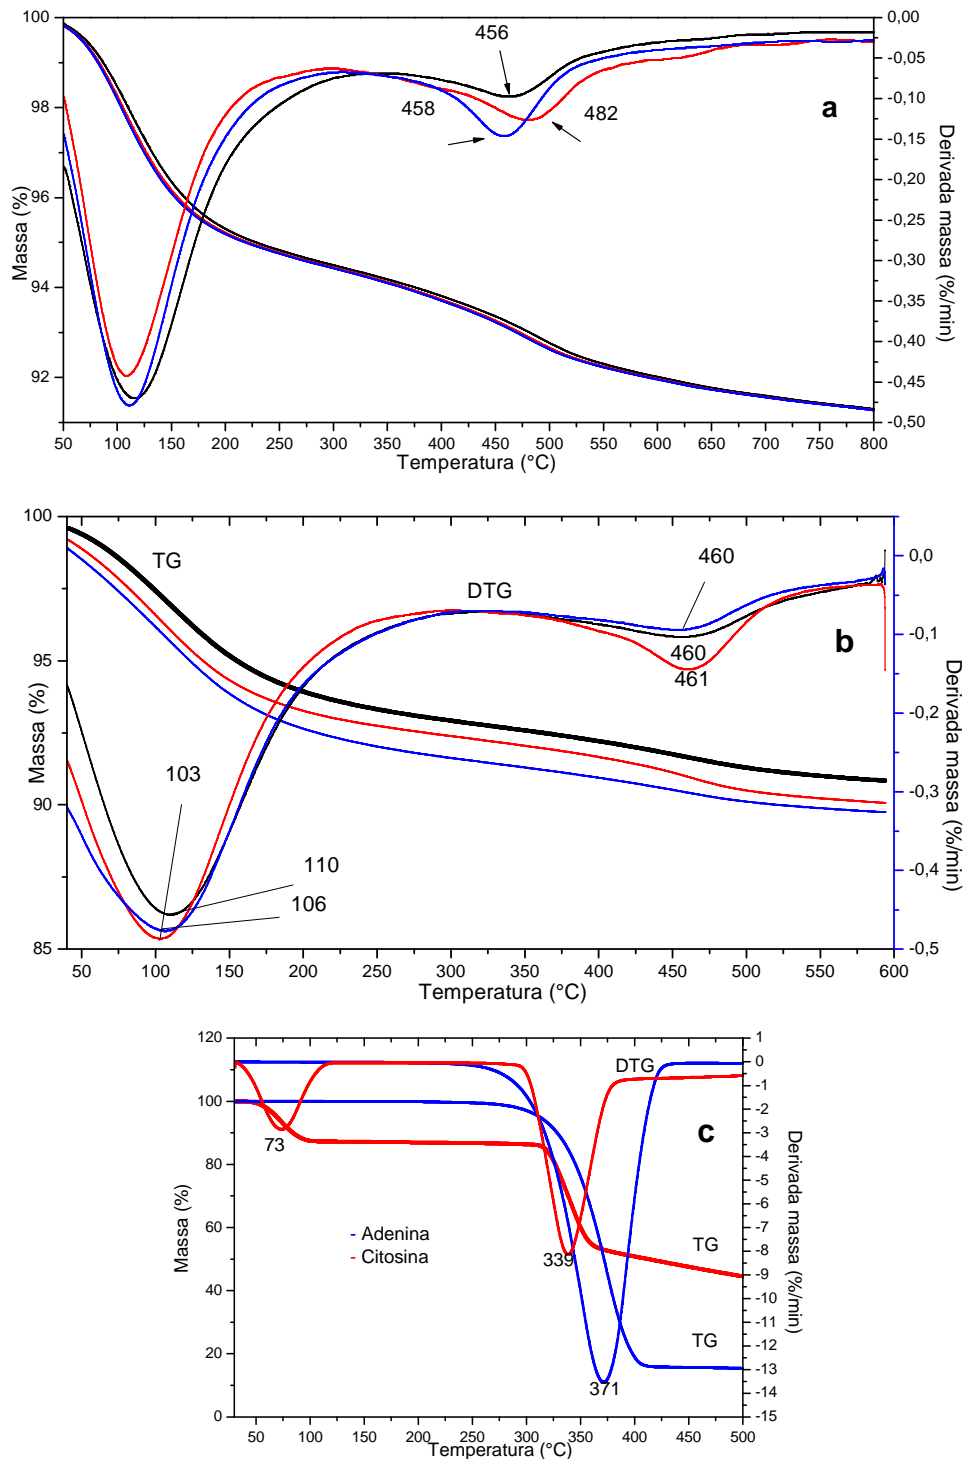 100
98
96
94
92
Massa (%)
0,00
-0,05
-0,10
-0,15
-0,20
-0,25
-0,30
-0,35
-0,40
-0,45
-0,50
Derivada massa (%/min)
456
458
482
a
50 100 150 200 250 300 350 400 450 500 550 600 650 700 750 800
Temperatura (°C)
100
95
90
85
Massa (%)
0,0
-0,1
-0,2
-0,3
-0,4
-0,5
Derivada massa (%/min)
TG
DTG
460
b
460
461
103
110
106
50 100 150 200 250 300 350 400 450 500 550 600
Temperatura (°C)
120
100
80
60
40
20
0
Massa (%)
1
0
-1
-2
-3
-4
-5
-6
-7
-8
-9
-10
-11
-12
-13
-14
-15
Derivada massa (%/min)
DTG
c
73
- Adenina
- Citosina
339
TG
TG
371
50 100 150 200 250 300 350 400 450 500
Temperatura (°C)